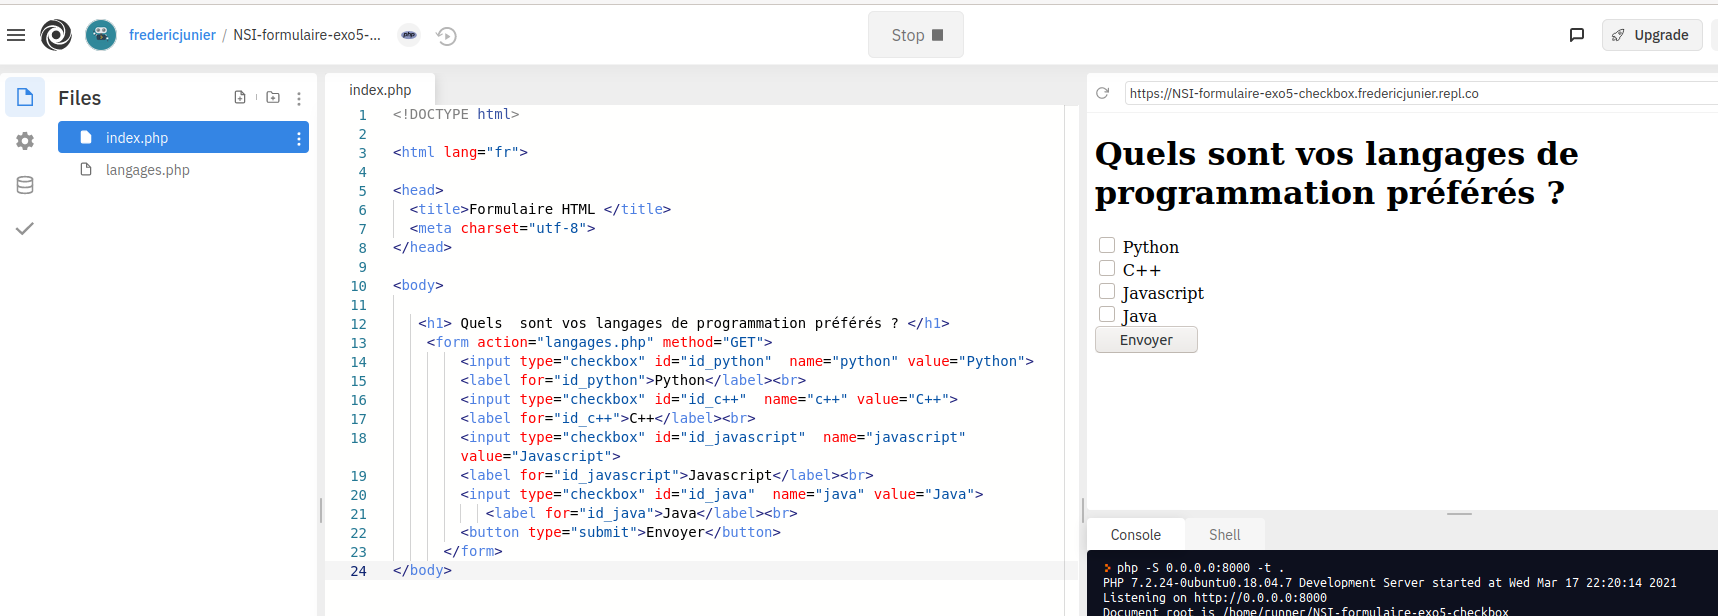 fredericjunier / NSI-formulaire-exo5-...
php
Stop
Upgrade
Files
index.php
langages.php
index.php
1 <!DOCTYPE html>
2
3 <html lang="fr">
4
5 <head>
6 <title>Formulaire HTML </title>
7 <meta charset="utf-8">
8 </head>
9
10 <body>
11
12 <h1> Quels  sont vos langages de programmation préférés ? </h1>
13 <form action="langages.php" method="GET">
14 <input type="checkbox" id="id_python"  name="python" value="Python">
15 <label for="id_python">Python</label><br>
16 <input type="checkbox" id="id_c++"  name="c++" value="C++">
17 <label for="id_c++">C++</label><br>
18 <input type="checkbox" id="id_javascript"  name="javascript"
value="Javascript">
19 <label for="id_javascript">Javascript</label><br>
20 <input type="checkbox" id="id_java"  name="java" value="Java">
21 <label for="id_java">Java</label><br>
22 <button type="submit">Envoyer</button>
23 </form>
24 </body>
https://NSI-formulaire-exo5-checkbox.fredericjunier.repl.co
Quels sont vos langages de
programmation préférés ?
Python
C++
Javascript
Java
Envoyer
Console Shell
php -S 0.0.0.0:8000 -t .
PHP 7.2.24-0ubuntu0.18.04.7 Development Server started at Wed Mar 17 22:20:14 2021
Listening on http://0.0.0.0:8000
Document root is /home/runner/NSI-formulaire-exo5-checkbox